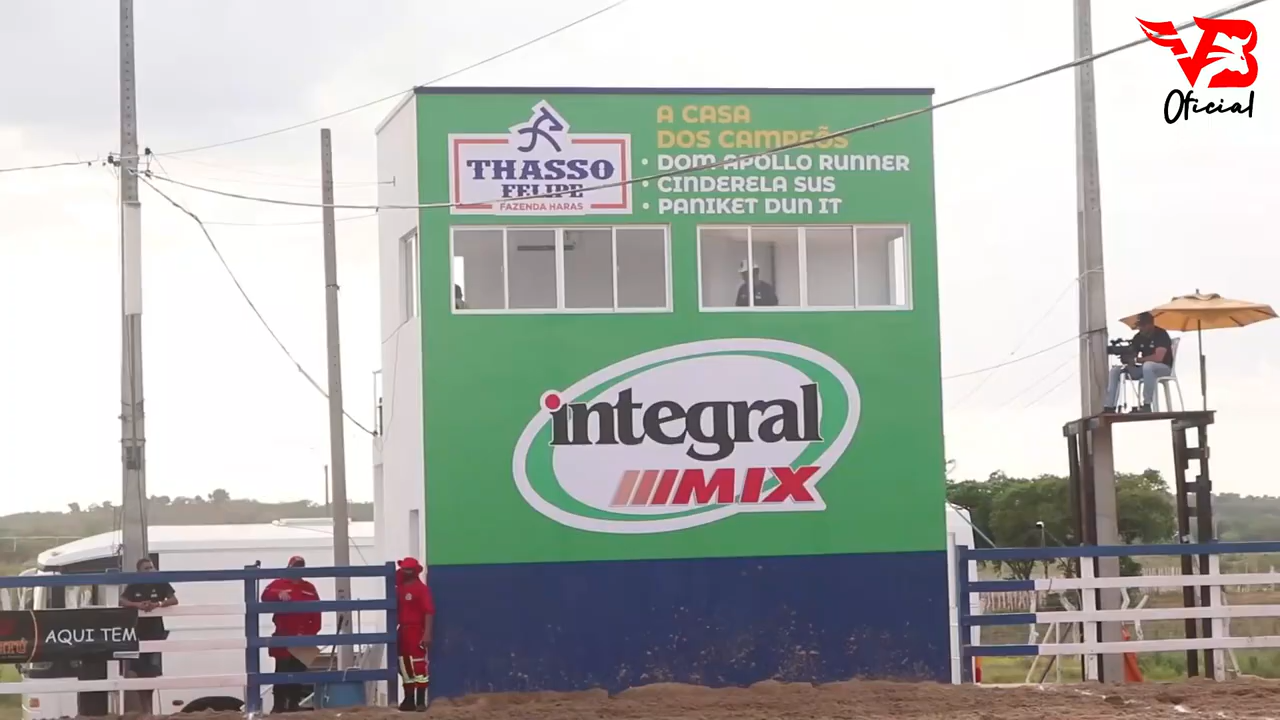 VB
Oficial
A CASA
DOS CAMPEÕS
• DOM APOLLO RUNNER
• CINDERELA SUS
• PANIKET DUN IT
THASSO
FELIPE
FAZENDA HARAS
integral
MIX
AQUI TEM